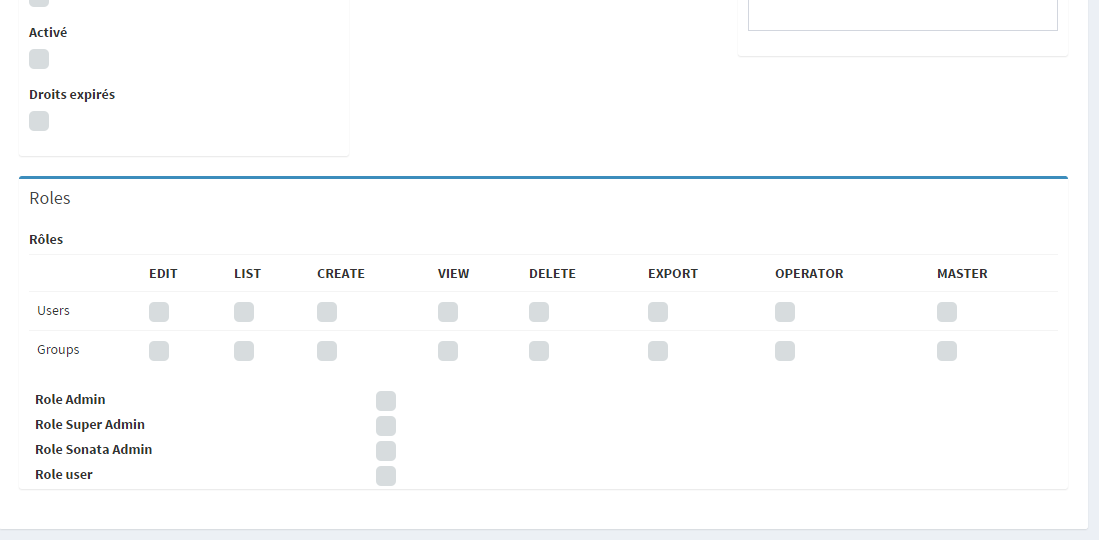 Activé
Droits expirés
Roles
Rôles
EDIT LIST CREATE VIEW DELETE EXPORT OPERATOR MASTER
Users
Groups
Role Admin
Role Super Admin
Role Sonata Admin
Role user